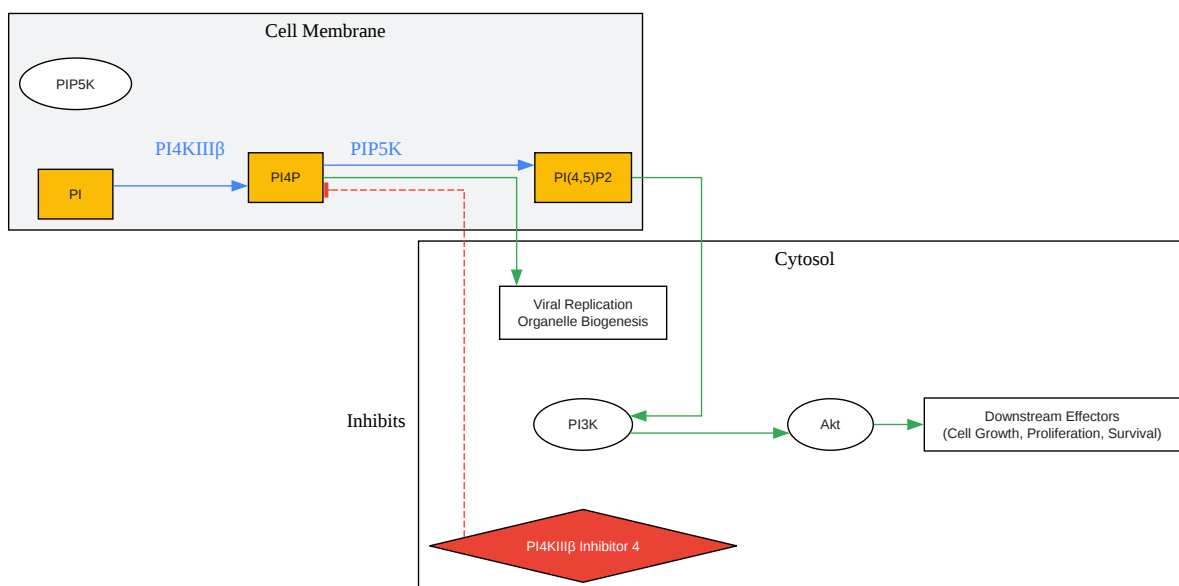 Cell Membrane
PIP5K
PI4KIIIβ
PIP5K
PI
PI4P
PI(4,5)P2
Cytosol
Viral Replication
Organelle Biogenesis
Inhibits
PI3K
Akt
Downstream Effectors
(Cell Growth, Proliferation, Survival)
PI4KIIIβ Inhibitor 4